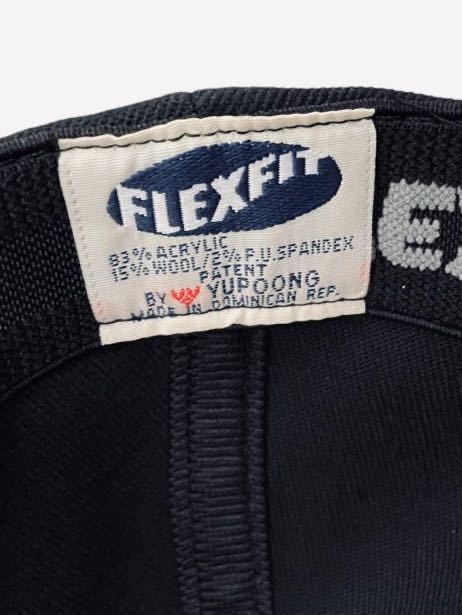 FLEXFIT
83% ACRYLIC
15% WOOL/2% P.U.SPANDEX
PATENT
BY YUPOONG
MADE IN DOMINICAN REP.